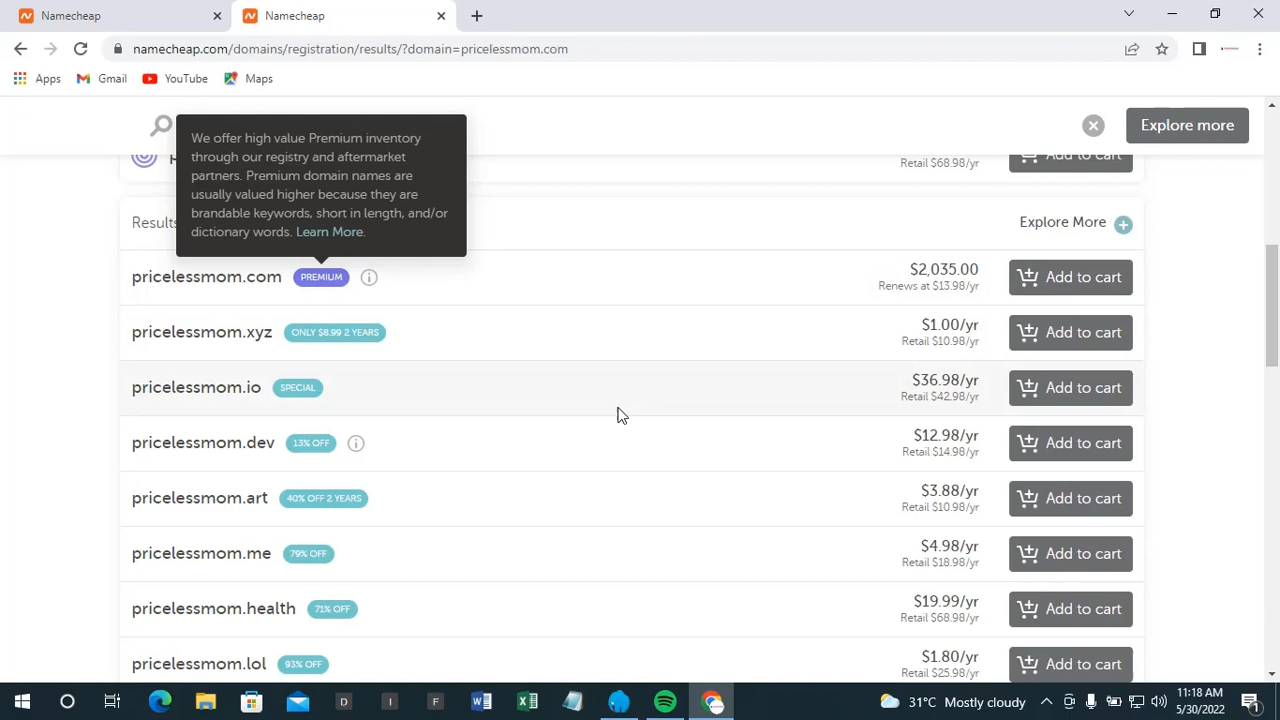 Namecheap
Namecheap
namecheap.com/domains/registration/results/?domain=pricelessmom.com
Apps
Gmail
YouTube
Maps
We offer high value Premium inventory
through our registry and aftermarket
partners. Premium domain names are
usually valued higher because they are
brandable keywords, short in length, and/or
dictionary words. Learn More.
Explore more
Retail $68.98/yr
Add to cart
Results
Explore More
pricelessmom.com PREMIUM
$2,035.00
Renews at $13.98/yr
Add to cart
pricelessmom.xyz ONLY $8.99 2 YEARS
$1.00/yr
Retail $10.98/yr
Add to cart
pricelessmom.io SPECIAL
$36.98/yr
Retail $42.98/yr
Add to cart
pricelessmom.dev 13% OFF
$12.98/yr
Retail $14.98/yr
Add to cart
pricelessmom.art 40% OFF 2 YEARS
$3.88/yr
Retail $10.98/yr
Add to cart
pricelessmom.me 79% OFF
$4.98/yr
Retail $18.98/yr
Add to cart
pricelessmom.health 71% OFF
$19.99/yr
Retail $68.98/yr
Add to cart
pricelessmom.lol 93% OFF
$1.80/yr
Retail $25.98/yr
Add to cart
D
I
F
31°C Mostly cloudy
11:18 AM
5/30/2022
1